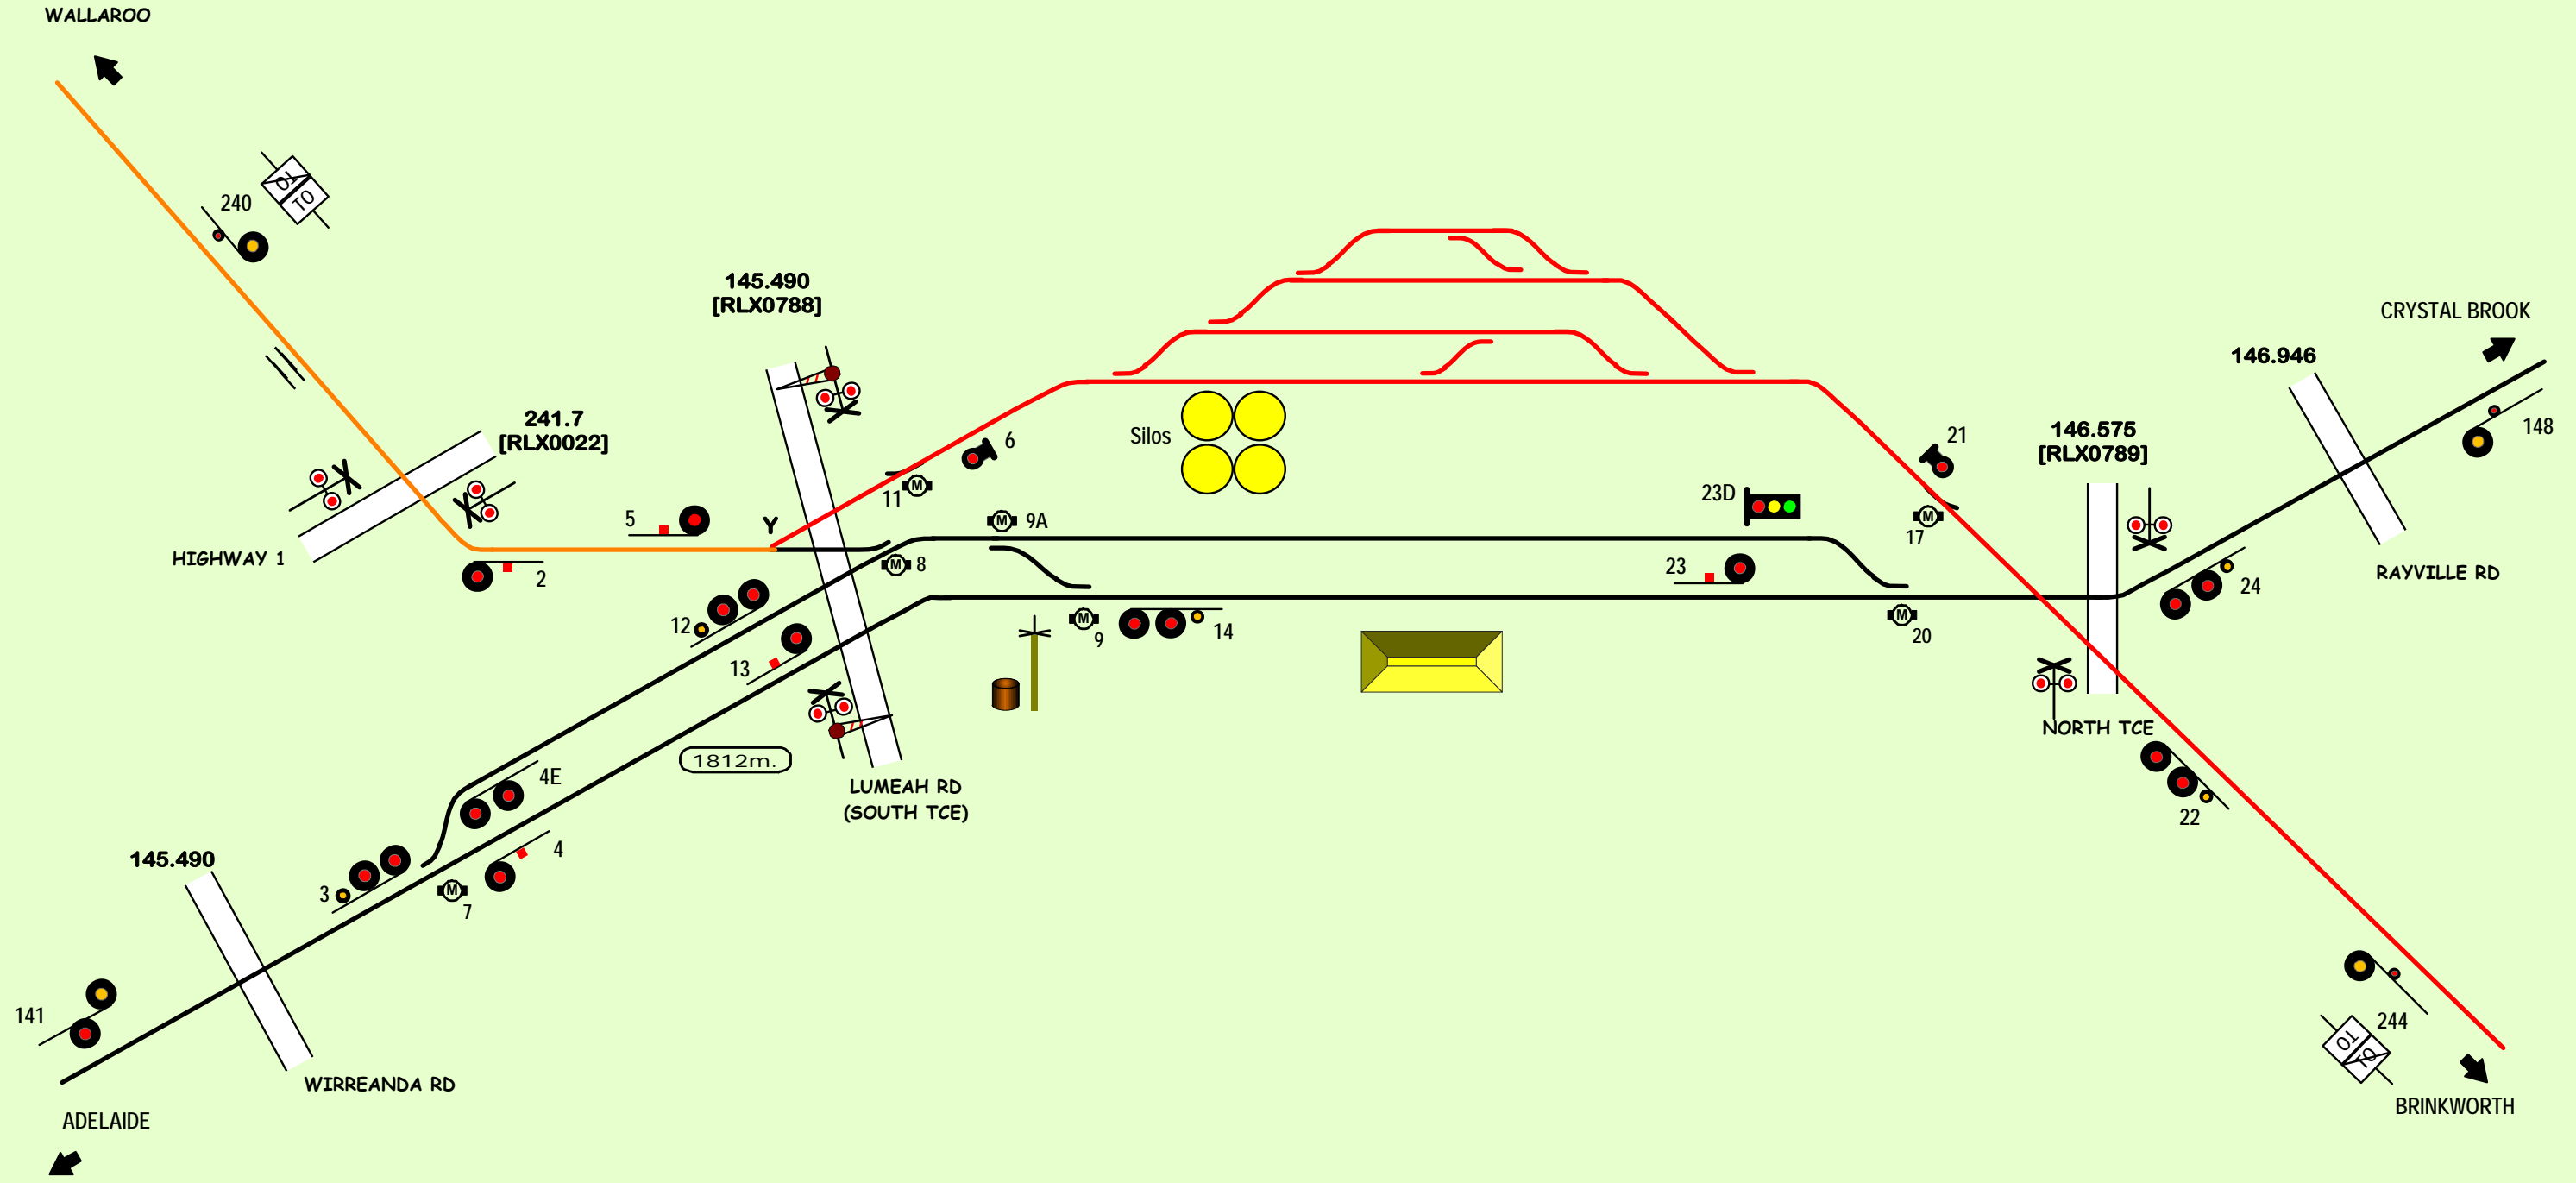 WALLAROO
240
OT
TO
145.490
[RLX0788]
CRYSTAL BROOK
146.946
148
241.7
[RLX0022]
Silos
6
21
146.575
[RLX0789]
11
23D
5
Y
M
M
9A
M
17
HIGHWAY 1
2
M
8
23
RAYVILLE RD
24
12
M
9
14
M
20
13
NORTH TCE
1812m.
4E
LUMEAH RD
(SOUTH TCE)
22
145.490
4
3
M
7
141
244
OT
TO
WIRREANDA RD
BRINKWORTH
ADELAIDE